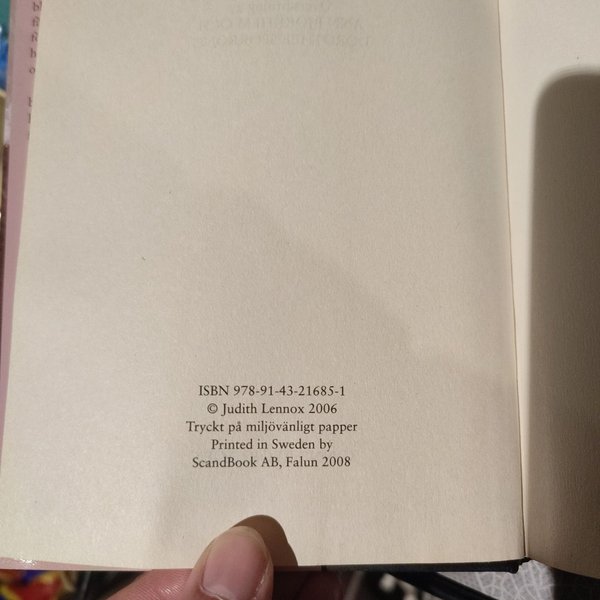 ISBN 978-91-43-21685-1
© Judith Lennox 2006
Tryckt på miljövänligt papper
Printed in Sweden by
ScandBook AB, Falun 2008